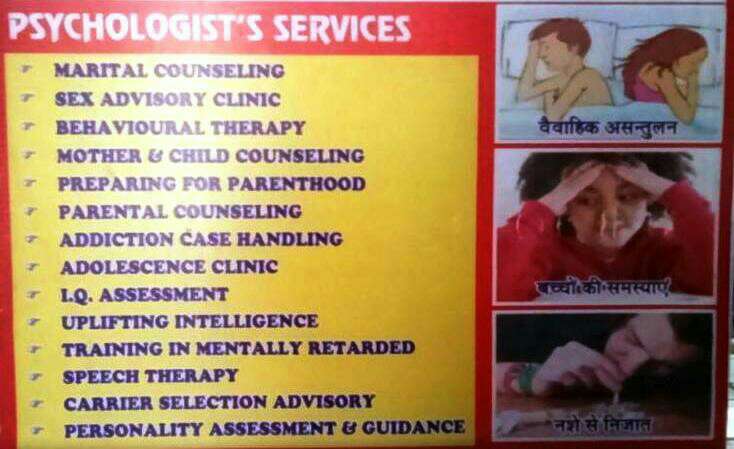 PSYCHOLOGIST'S SERVICES
MARITAL COUNSELING
SEX ADVISORY CLINIC
BEHAVIOURAL THERAPY
MOTHER & CHILD COUNSELING
PREPARING FOR PARENTHOOD
PARENTAL COUNSELING
ADDICTION CASE HANDLING
ADOLESCENCE CLINIC
I.Q. ASSESSMENT
UPLIFTING INTELLIGENCE
TRAINING IN MENTALLY RETARDED
SPEECH THERAPY
CARRIER SELECTION ADVISORY
PERSONALITY ASSESSMENT & GUIDANCE
वैवाहिक असन्तुलन
बच्चों की समस्याएं
नशे से निजात